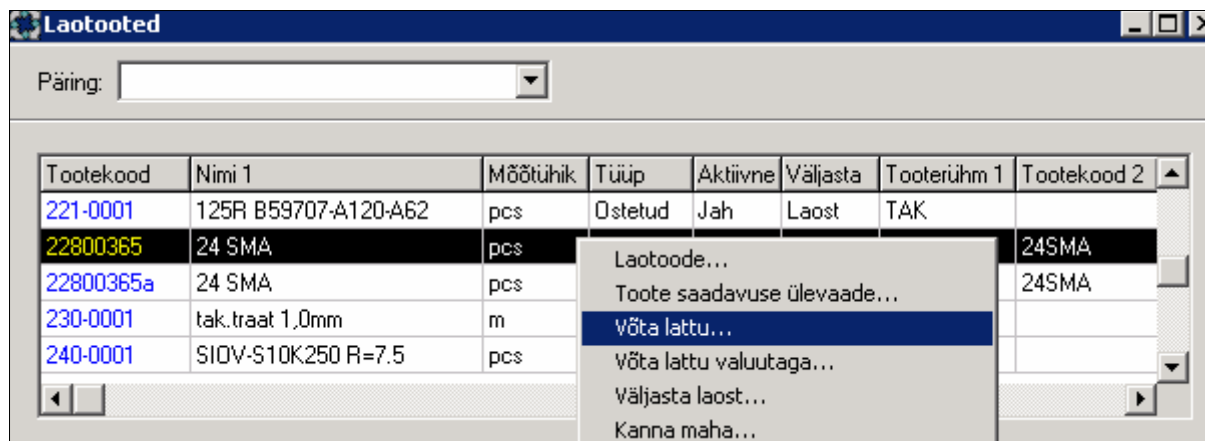 Laotooted
Päring:
Tootekood Nimi 1 Mõõtühik Tüüp Aktiivne Väljasta Tooterühm 1 Tootekood 2
221-0001 125R B59707-A120-A62 pcs Ostetud Jah Laost TAK
22800365 24 SMA pcs 24SMA
22800365a 24 SMA pcs 24SMA
230-0001 tak.traat 1,0mm m
240-0001 SIOV-S10K250 R=7.5 pcs
Laotoode...
Toote saadavuse ülevaade...
Võta lattu...
Võta lattu valuutaga...
Väljasta laost...
Kanna maha...